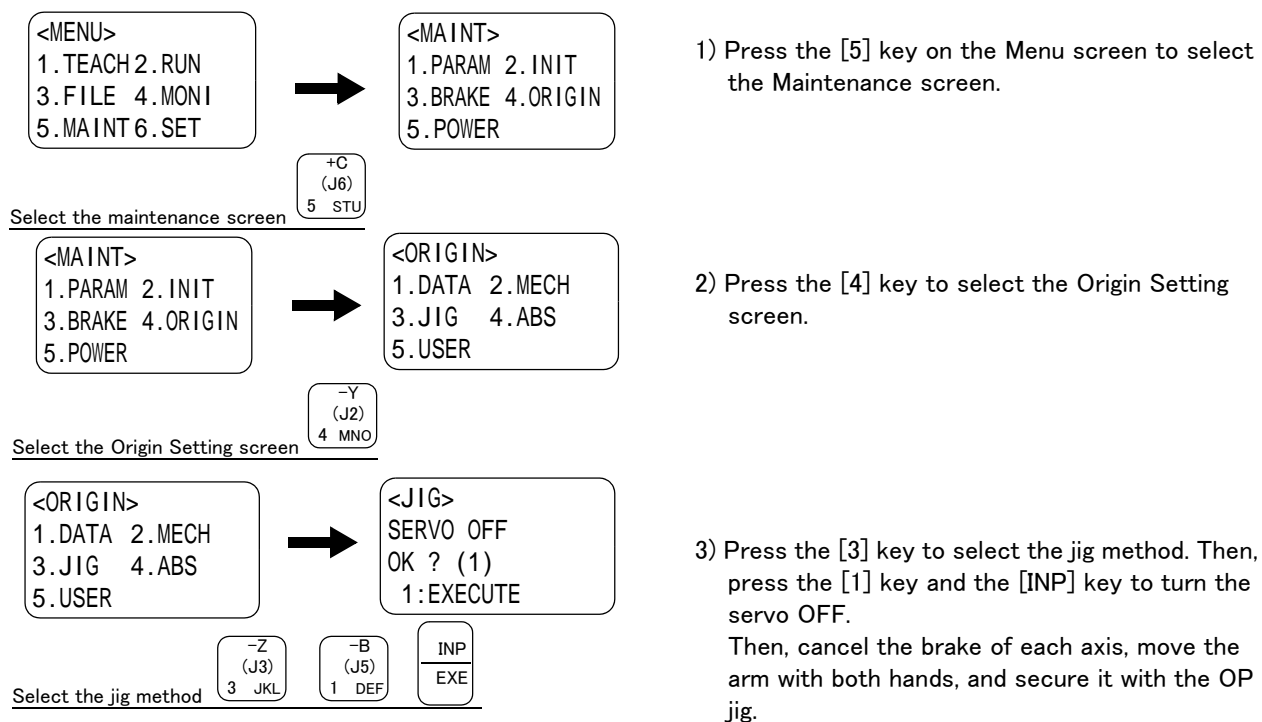 <MENU>
1.TEACH 2.RUN
3.FILE 4.MONI
5.MAINT 6.SET
<MAINT>
1.PARAM 2.INIT
3.BRAKE 4.ORIGIN
5.POWER
+C
(J6)
5 STU
Select the maintenance screen
1) Press the [5] key on the Menu screen to select
the Maintenance screen.
<MAINT>
1.PARAM 2.INIT
3.BRAKE 4.ORIGIN
5.POWER
<ORIGIN>
1.DATA 2.MECH
3.JIG 4.ABS
5.USER
−Y
(J2)
4 MNO
Select the Origin Setting screen
2) Press the [4] key to select the Origin Setting
screen.
<ORIGIN>
1.DATA 2.MECH
3.JIG 4.ABS
5.USER
<JIG>
SERVO OFF
OK ? (1)
1:EXECUTE
−Z
(J3)
3 JKL
−B
(J5)
1 DEF
INP
EXE
Select the jig method
3) Press the [3] key to select the jig method. Then,
press the [1] key and the [INP] key to turn the
servo OFF.
Then, cancel the brake of each axis, move the
arm with both hands, and secure it with the OP
jig.